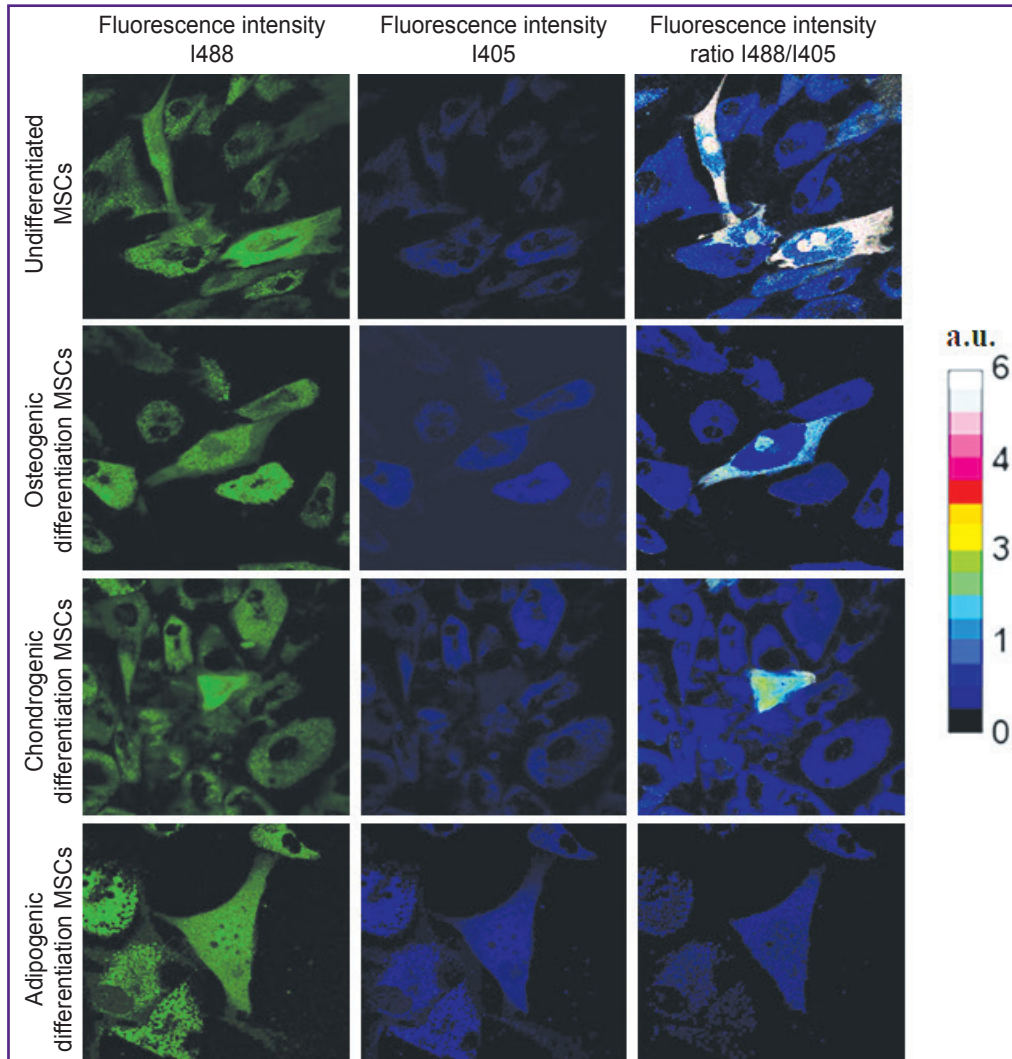 Fluorescence intensity
I488
Fluorescence intensity
I405
Fluorescence intensity
ratio I488/I405
Undifferentiated
MSCs
Osteogenic
differentiation MSCs
Chondrogenic
differentiation MSCs
Adipogenic
differentiation MSCs
a.u.
6
4
3
1
0